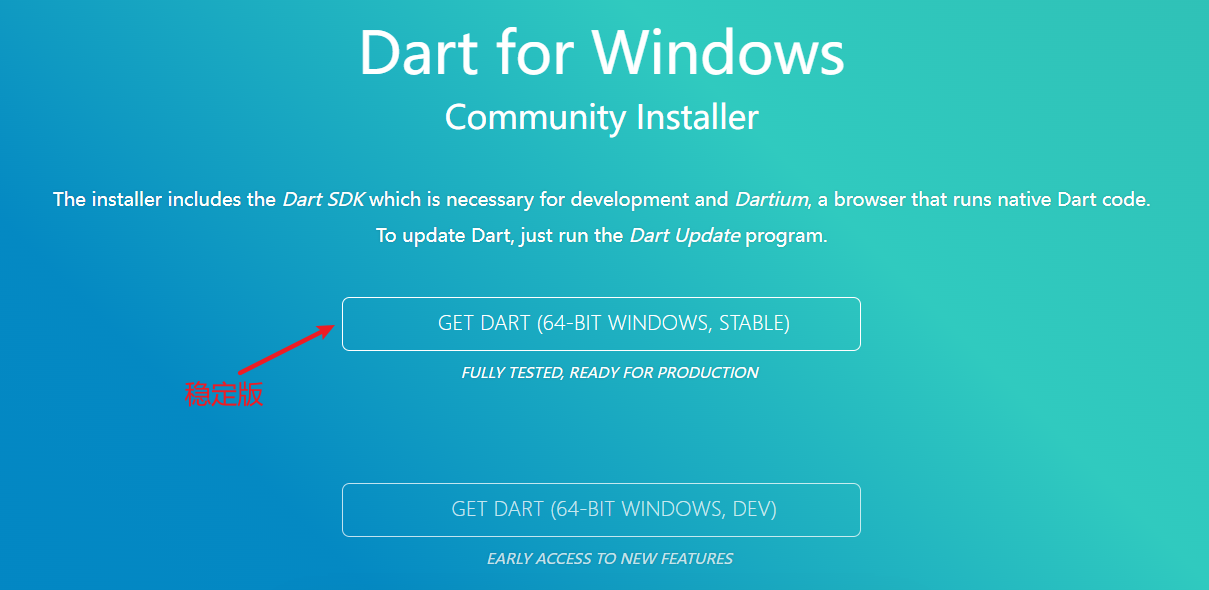 Dart for Windows
Community Installer
The installer includes the Dart SDK which is necessary for development and Dartium, a browser that runs native Dart code.
To update Dart, just run the Dart Update program.
GET DART (64-BIT WINDOWS, STABLE)
FULLY TESTED, READY FOR PRODUCTION
稳定版
GET DART (64-BIT WINDOWS, DEV)
EARLY ACCESS TO NEW FEATURES